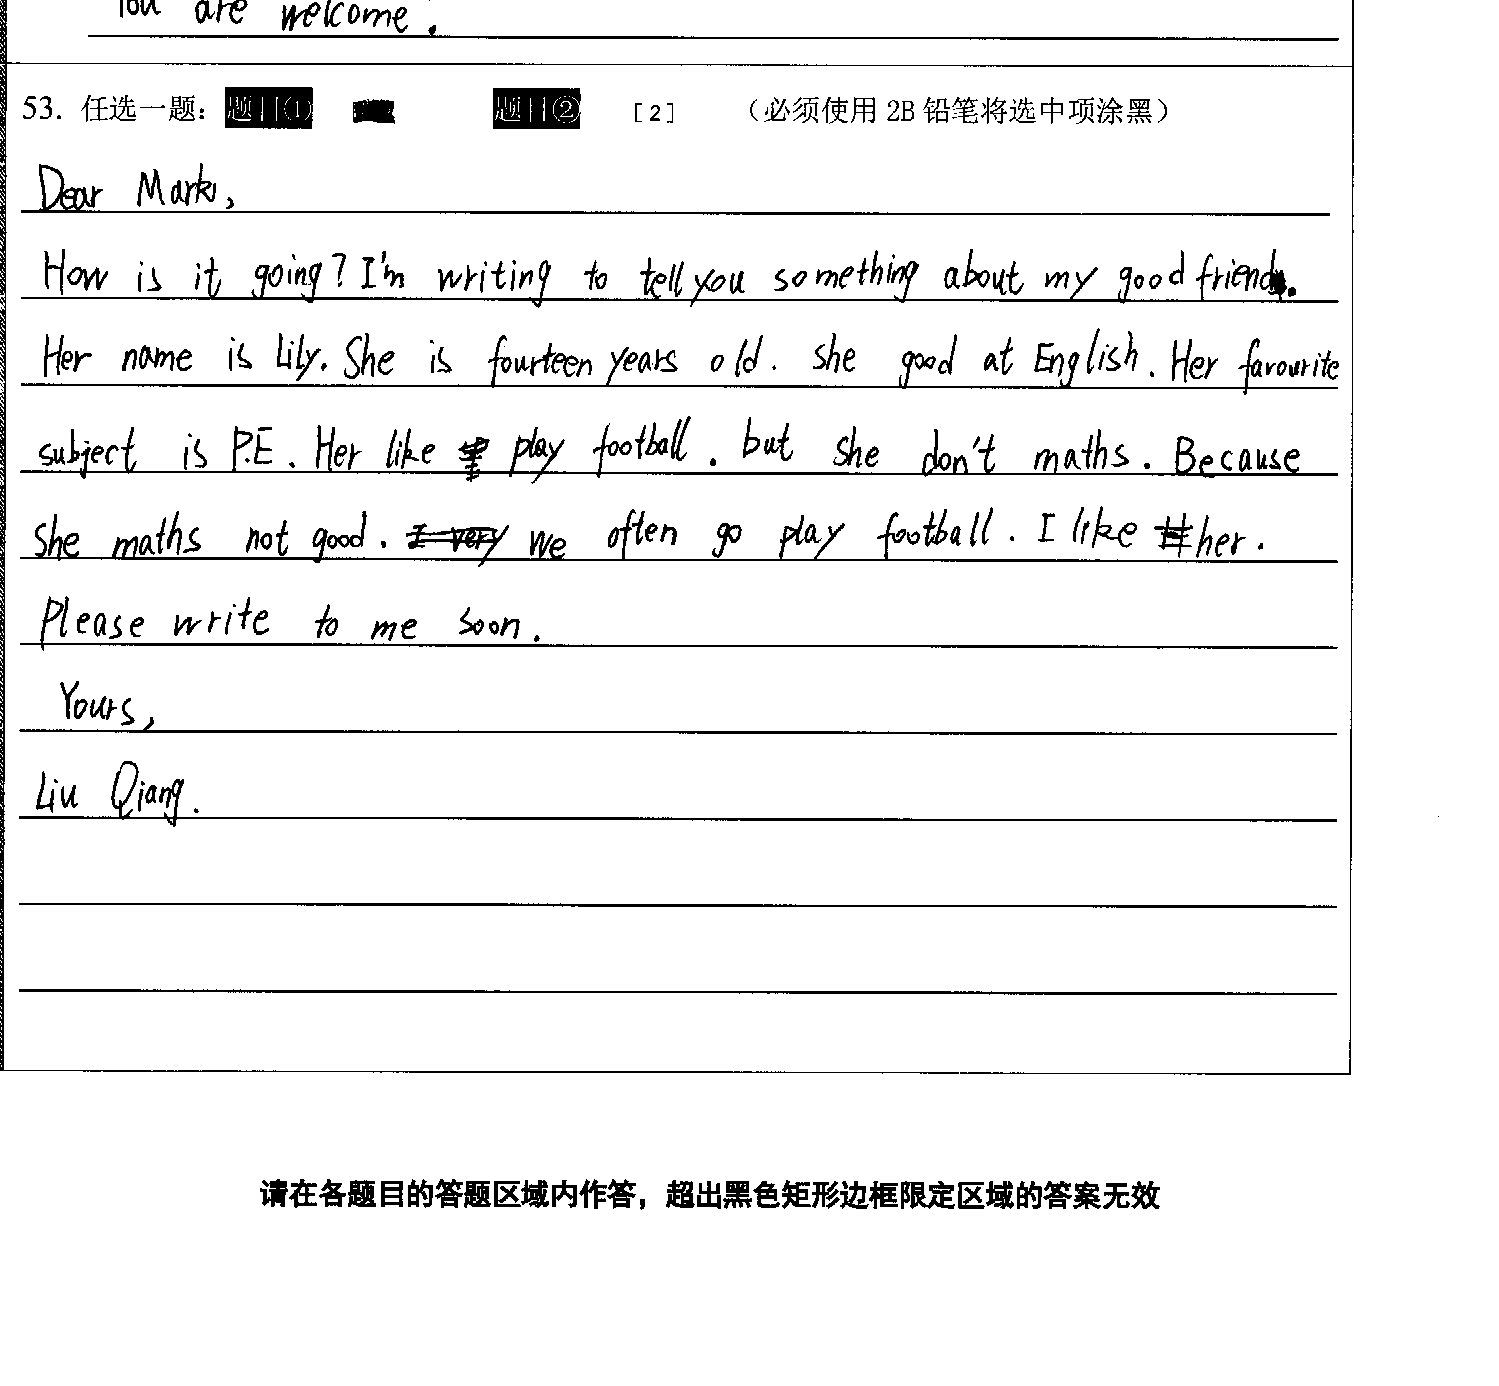 You are welcome.
53. 任选一题： 题目① 题目② [2] （必须使用 2B 铅笔将选中项涂黑）
Dear Mark,
How is it going? I'm writing to tell you something about my good friend.
Her name is Lily. She is fourteen years old. she good at English. Her favourite
subject is P.E. Her like play football. but she don't maths. Because
she maths not good. I very we often go play football. I like her.
Please write to me soon.
Yours,
Liu Qiang.
请在各题目的答题区域内作答，超出黑色矩形边框限定区域的答案无效